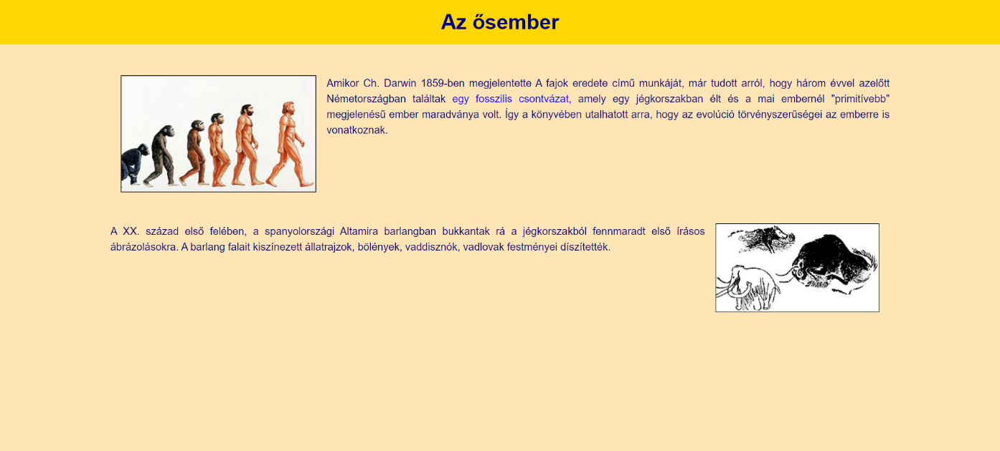 Az ősember
Amikor Ch. Darwin 1859-ben megjelentette A fajok eredete című munkáját, már tudott arról, hogy három évvel azelőtt
Németországban találtak egy fosszilis csontvázat, amely egy jégkorszakban élt és a mai embernél "primitívebb"
megjelenésű ember maradványa volt. Így a könyvében utalhatott arra, hogy az evolúció törvényszerűségei az emberre is
vonatkoznak.
A XX. század első felében, a spanyolországi Altamira barlangban bukkantak rá a jégkorszakból fennmaradt első írásos
ábrázolásokra. A barlang falait kiszínezett állatrajzok, bölények, vaddisznók, vadlovak festményei díszítették.